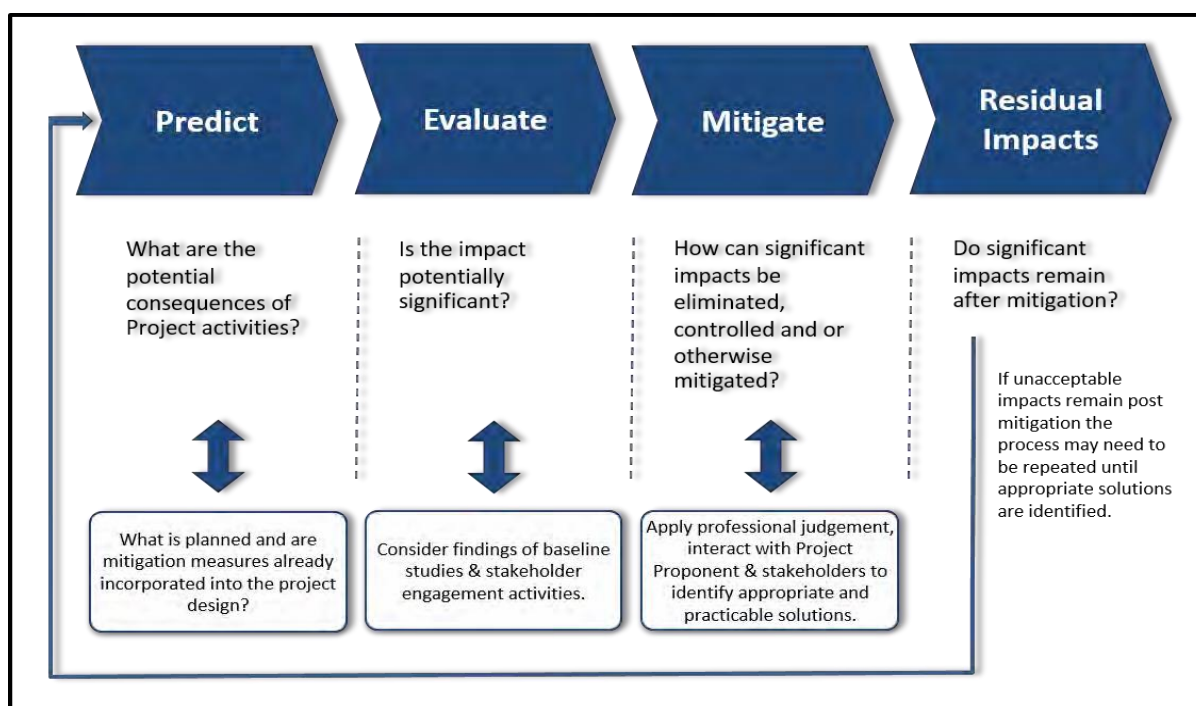 Predict
Evaluate
Mitigate
Residual
Impacts
What are the
potential
consequences of
Project activities?
Is the impact
potentially
significant?
How can significant
impacts be
eliminated,
controlled and or
otherwise
mitigated?
Do significant
impacts remain
after mitigation?
If unacceptable
impacts remain post
mitigation the
process may need to
be repeated until
appropriate solutions
are identified.
What is planned and are
mitigation measures already
incorporated into the project
design?
Consider findings of baseline
studies & stakeholder
engagement activities.
Apply professional judgement,
interact with Project
Proponent & stakeholders to
identify appropriate and
practicable solutions.